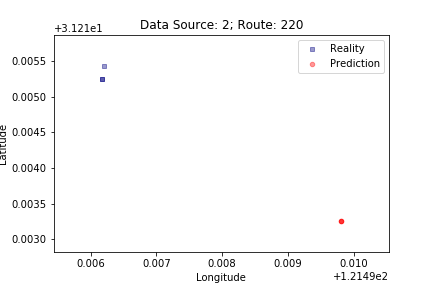 Data Source: 2; Route: 220
+3.121e1
Reality
Prediction
0.0055
0.0050
0.0045
0.0040
0.0035
0.0030
Latitude
0.006 0.007 0.008 0.009 0.010
Longitude
+1.2149e2